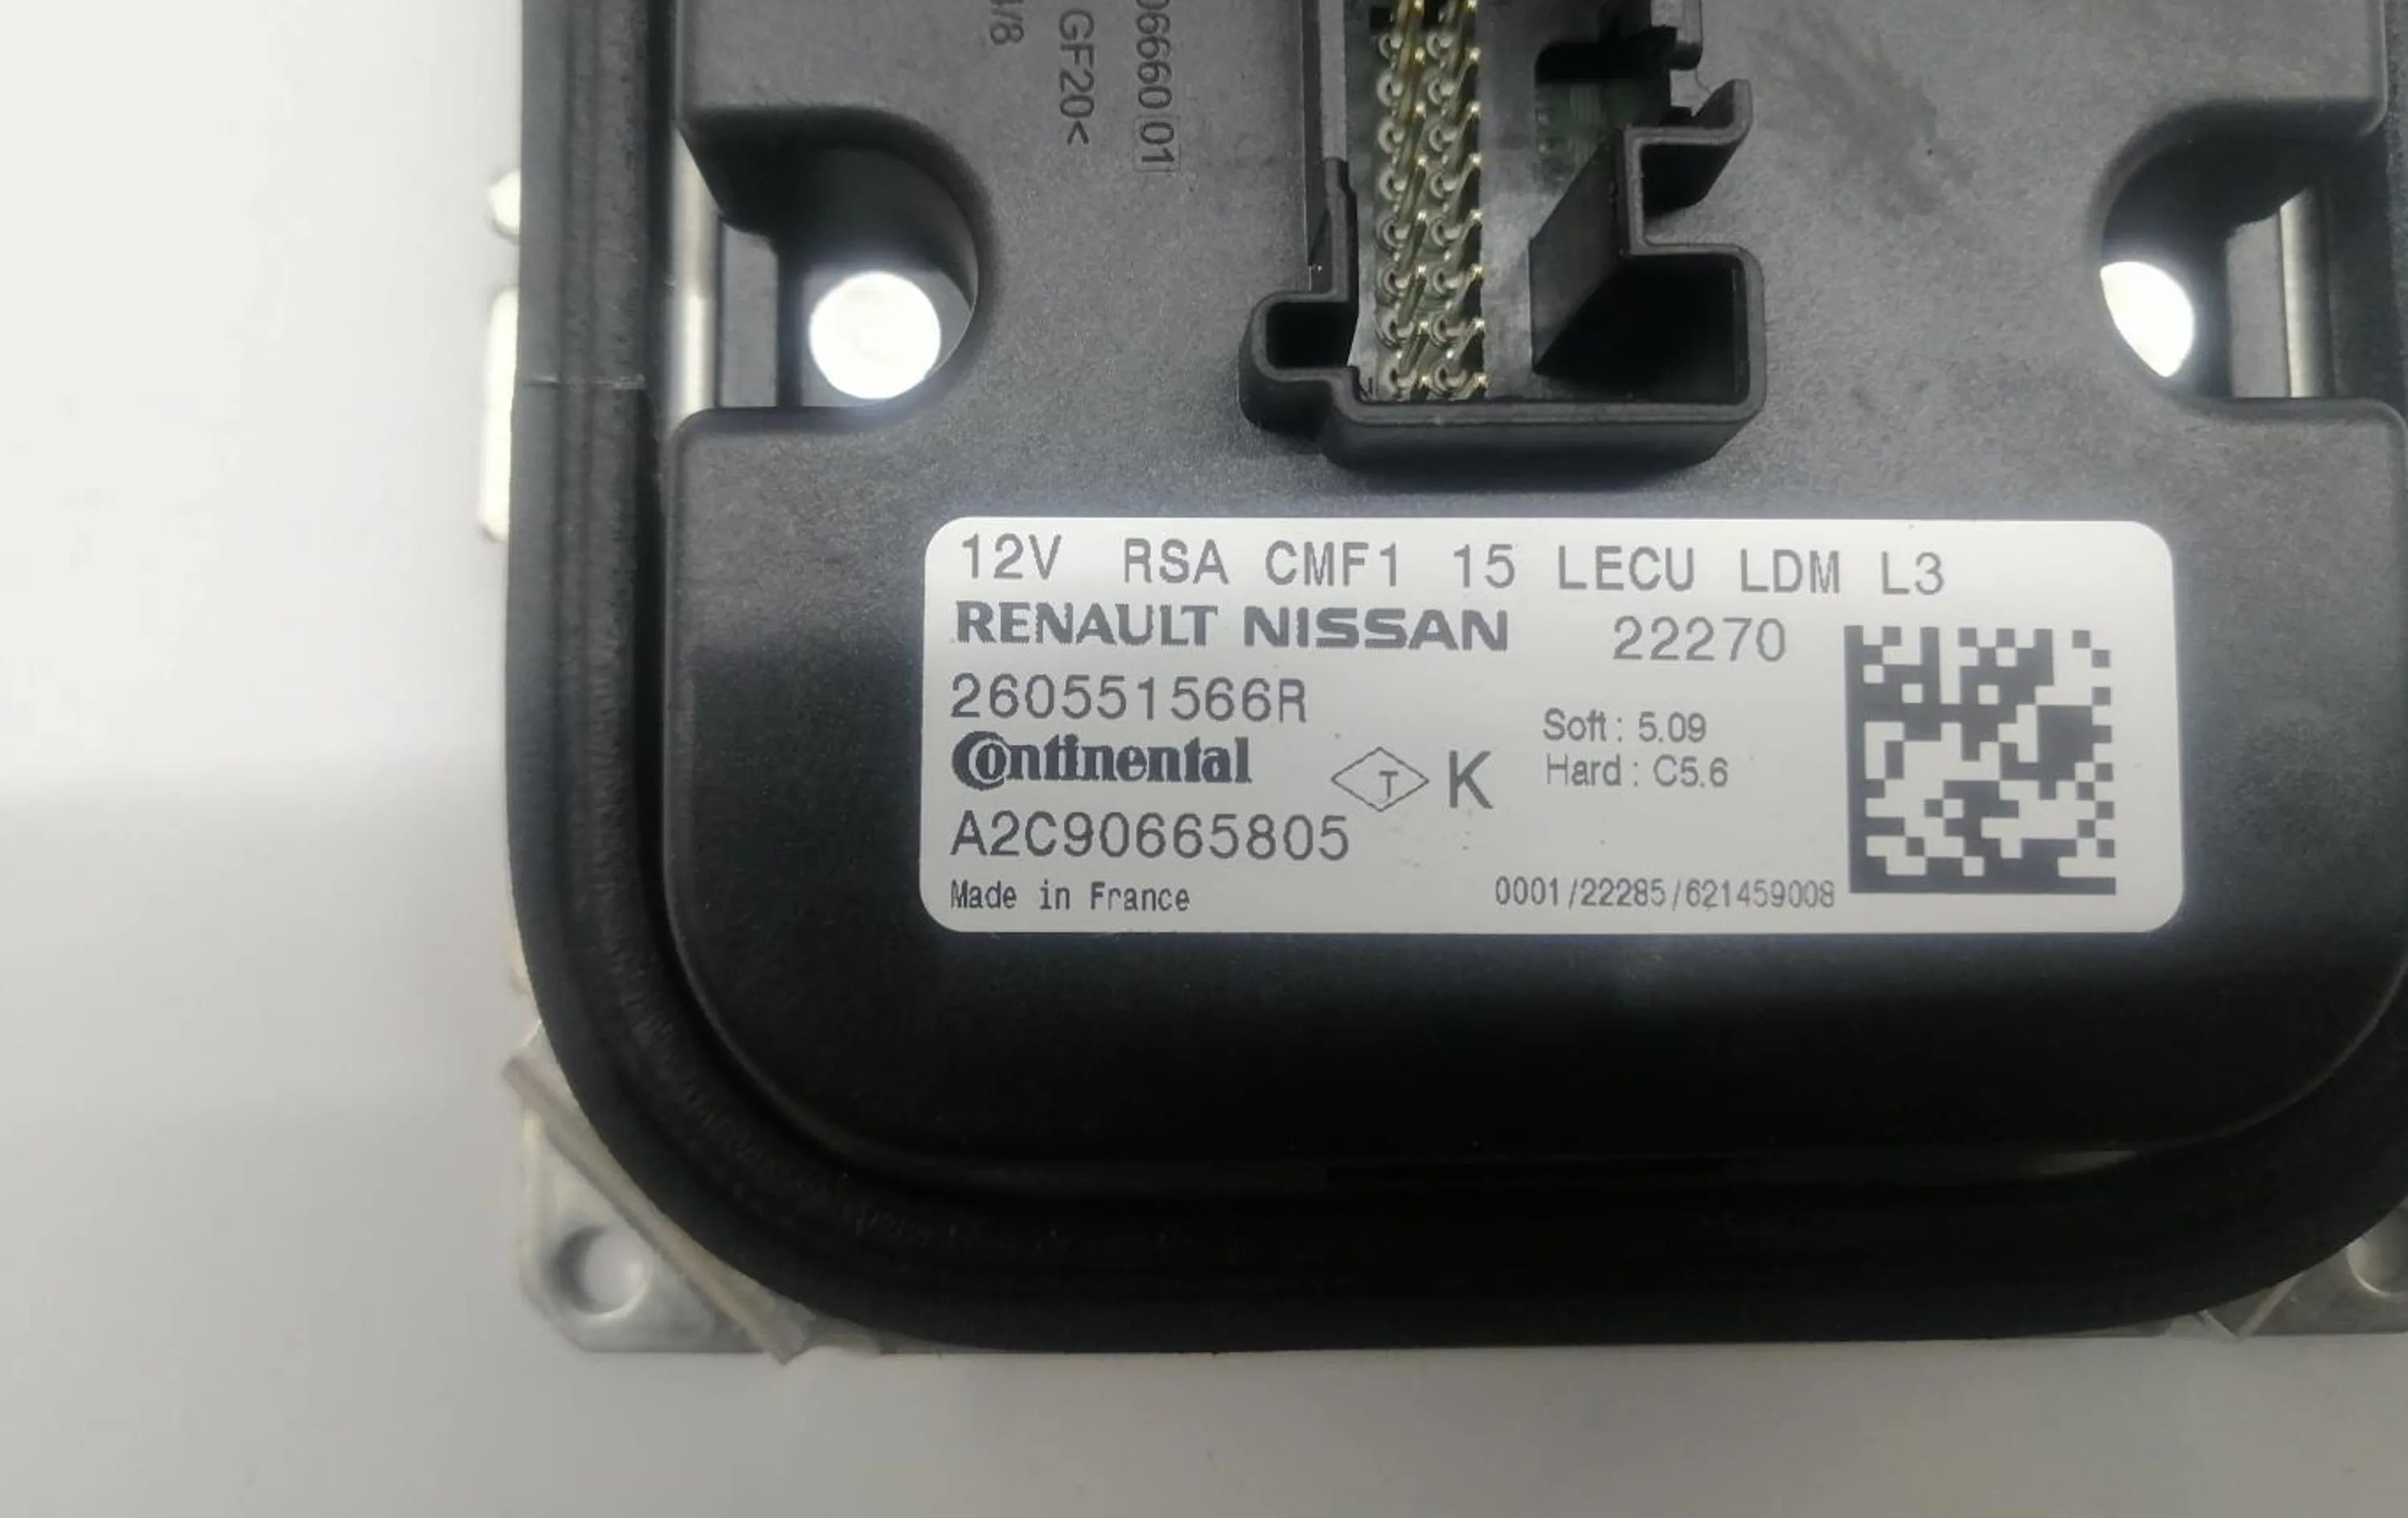 GF20<
0666001
12V RSA CMF1 15 LECU LDM L3
RENAULT NISSAN 22270
260551566R
Soft : 5.09
Continental T K
Hard : C5.6
A2C90665805
Made in France 0001/22285/621459008